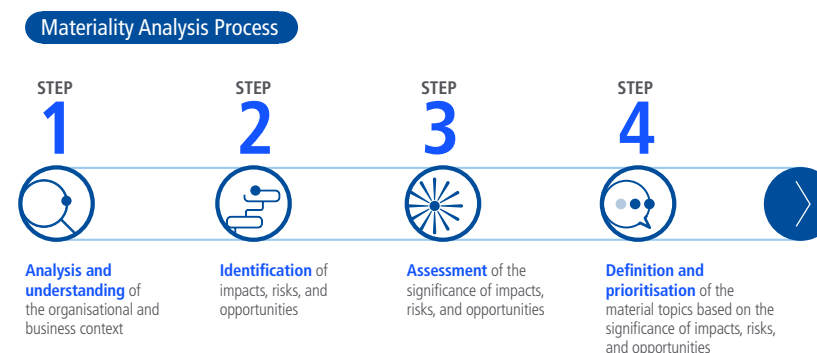 Materiality Analysis Process
STEP
1
Analysis and
understanding of
the organisational and
business context
STEP
2
Identification of
impacts, risks, and
opportunities
STEP
3
Assessment of the
significance of impacts,
risks, and opportunities
STEP
4
Definition and
prioritisation of the
material topics based on the
significance of impacts, risks,
and opportunities